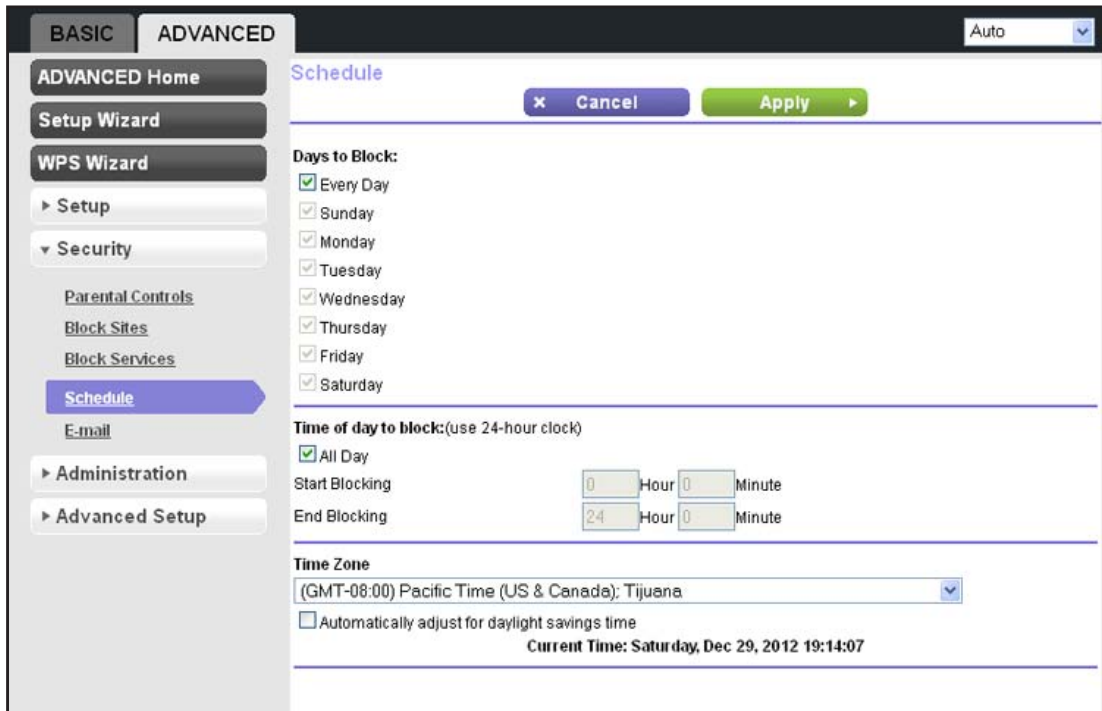 BASIC
ADVANCED
Auto
ADVANCED Home
Setup Wizard
WPS Wizard
Setup
Security
Parental Controls
Block Sites
Block Services
Schedule
E-mail
Administration
Advanced Setup
Schedule
Cancel
Apply
Days to Block:
Every Day
Sunday
Monday
Tuesday
Wednesday
Thursday
Friday
Saturday
Time of day to block:(use 24-hour clock)
All Day
Start Blocking 0 Hour 0 Minute
End Blocking 24 Hour 0 Minute
Time Zone
(GMT-08:00) Pacific Time (US & Canada); Tijuana
Automatically adjust for daylight savings time
Current Time: Saturday, Dec 29, 2012 19:14:07